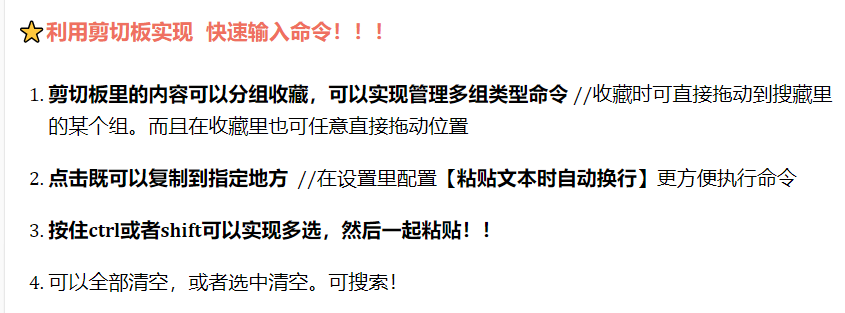 ⭐利用剪切板实现 快速输入命令！！！
1. 剪切板里的内容可以分组收藏，可以实现管理多组类型命令 //收藏时可直接拖动到搜藏里
的某个组。而且在收藏里也可任意直接拖动位置
2. 点击既可以复制到指定地方 //在设置里配置【粘贴文本时自动换行】更方便执行命令
3. 按住ctrl或者shift可以实现多选，然后一起粘贴！！
4. 可以全部清空，或者选中清空。可搜索！